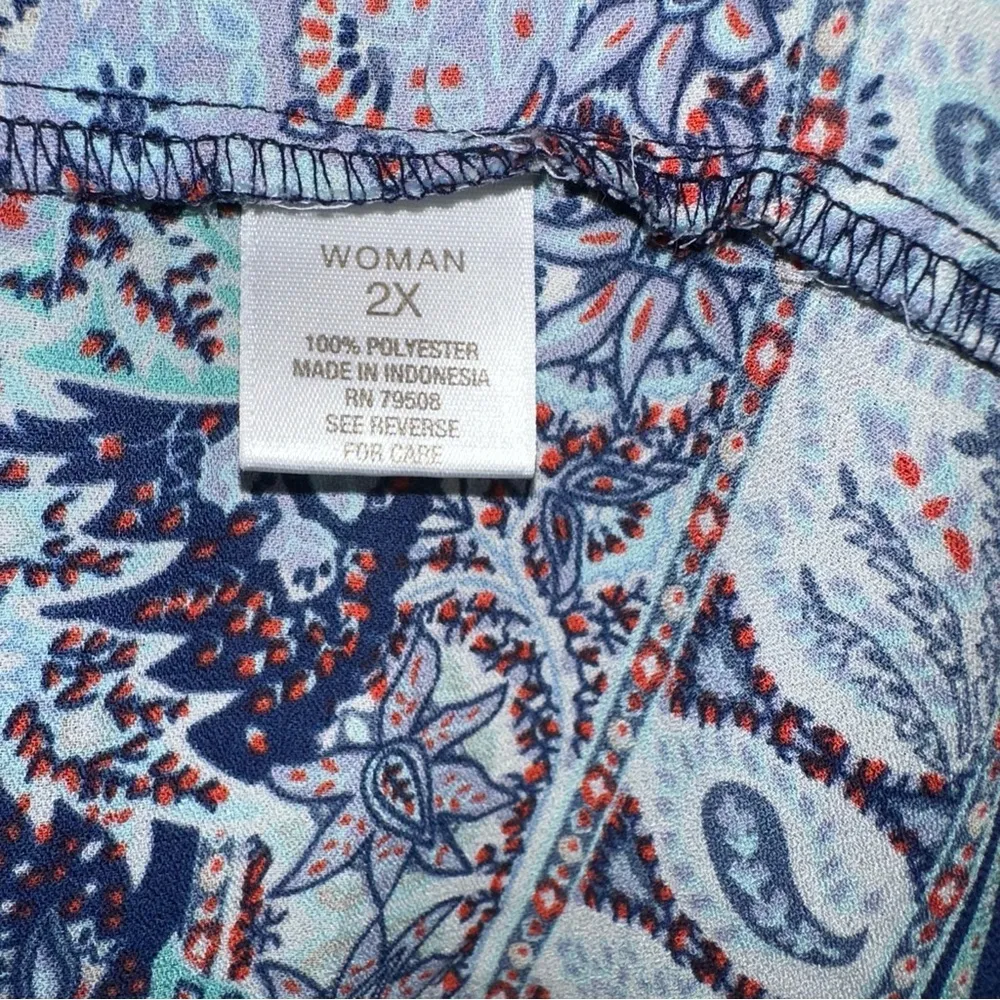 WOMAN
2X
100% POLYESTER
MADE IN INDONESIA
RN 79508
SEE REVERSE
FOR CARE